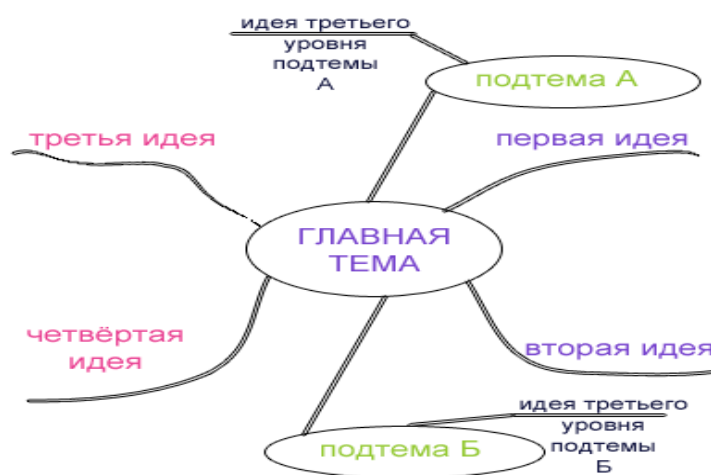 идея третьего
уровня
подтемы
А
подтема А
третья идея
первая идея
ГЛАВНАЯ
ТЕМА
четвёртая
идея
вторая идея
идея третьего
уровня
подтемы
Б
подтема Б